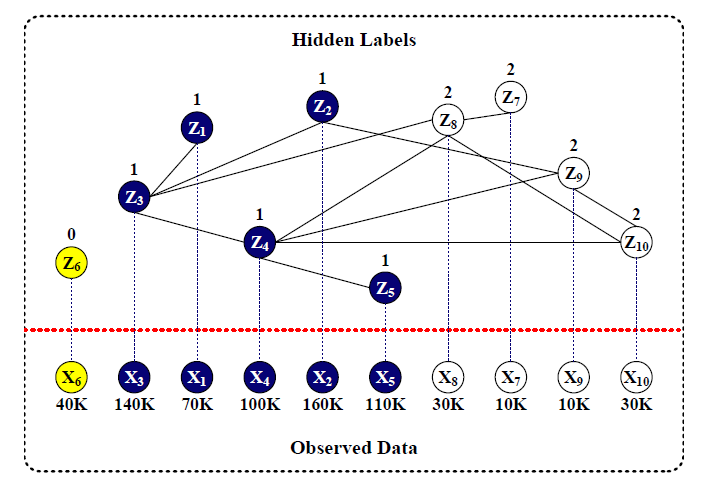 Hidden Labels
2
2
1
1
2
Z7
Z2
Z8
Z1
2
1
Z9
Z3
1
2
0
Z4
Z10
Z6
1
Z5
X6 X3 X1 X4 X2 X5 X8 X7 X9 X10
40K 140K 70K 100K 160K 110K 30K 10K 10K 30K
Observed Data